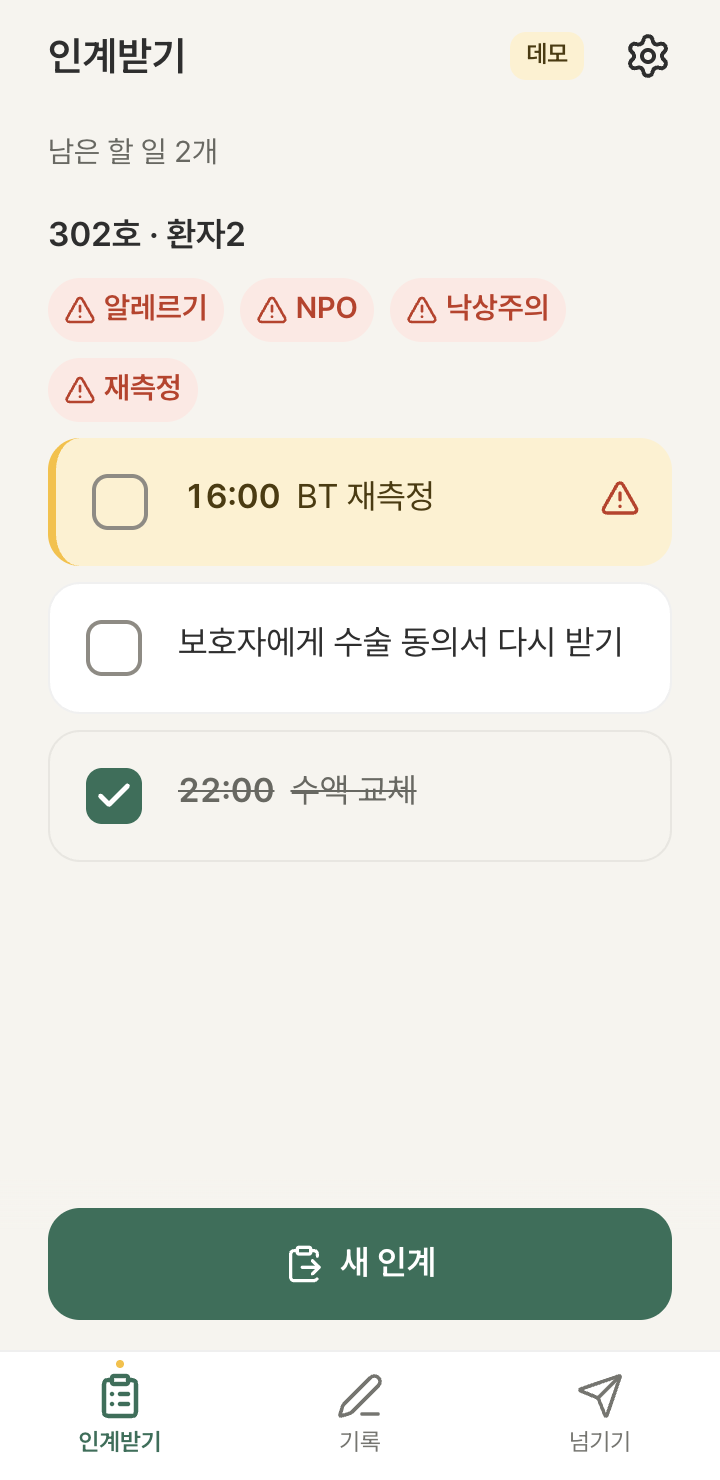 인계받기 데모
남은 할 일 2개
302호 · 환자2
알레르기 NPO 낙상주의
재측정
16:00 BT 재측정
보호자에게 수술 동의서 다시 받기
22:00 수액 교체
새 인계
인계받기 기록 넘기기